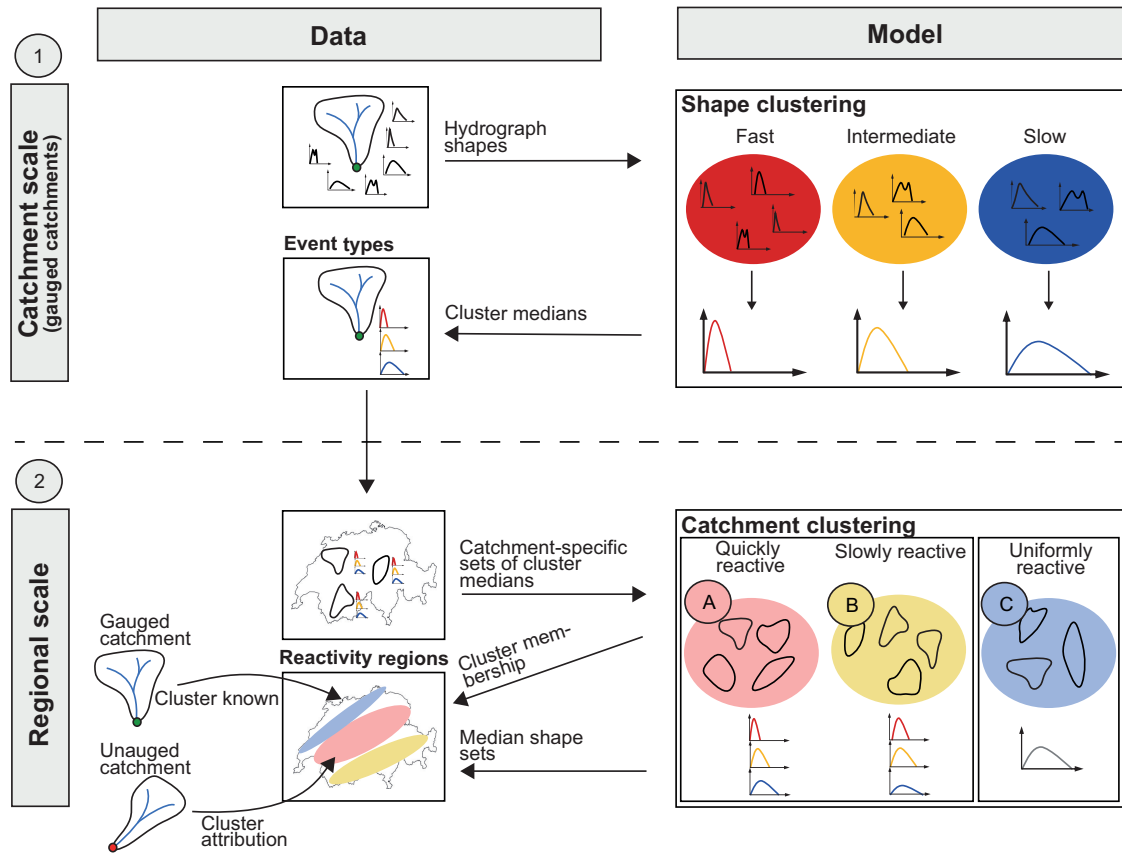 Data
Model
1
Catchment scale
(gauged catchments)
Hydrograph
shapes
Shape clustering
Fast
Intermediate
Slow
Event types
Cluster medians
2
Regional scale
Catchment-specific
sets of cluster
medians
Catchment clustering
Quickly
reactive
Slowly reactive
Uniformly
reactive
A
B
C
Gauged
catchment
Cluster known
Reactivity regions
Cluster mem-
bership
Median shape
sets
Unauged
catchment
Cluster
attribution